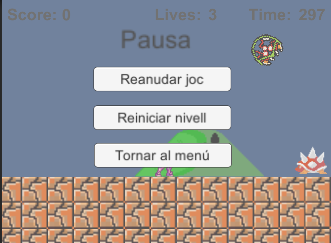 Score: 0 Lives: 3 Time: 297
Pausa
Reanudar joc
Reiniciar nivell
Tornar al menú